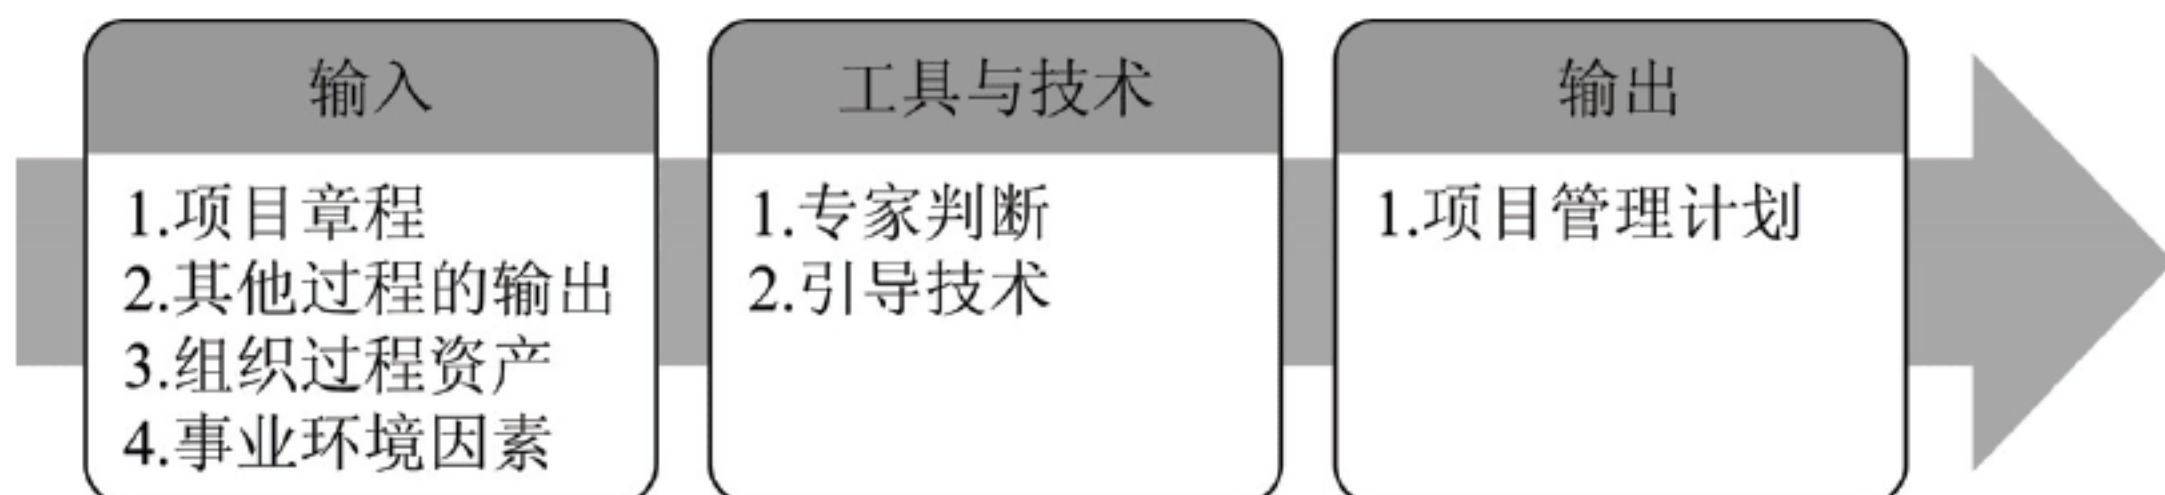 输入
1.项目章程
2.其他过程的输出
3.组织过程资产
4.事业环境因素
工具与技术
1.专家判断
2.引导技术
输出
1.项目管理计划